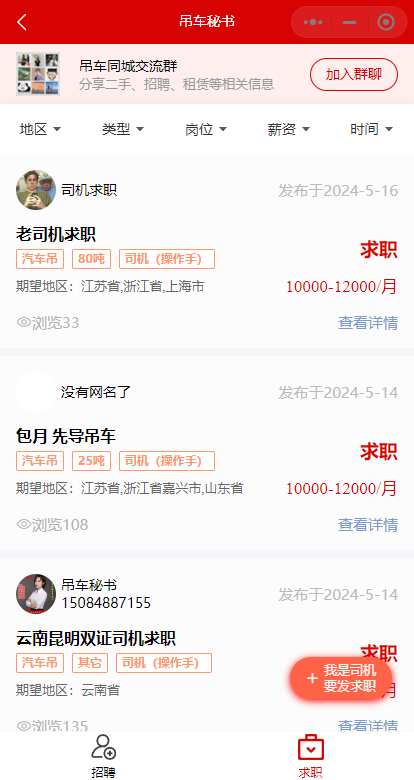 吊车秘书
吊车同城交流群
分享二手、招聘、租赁等相关信息
加入群聊
地区 类型 岗位 薪资 时间
司机求职
发布于2024-5-16
老司机求职
求职
汽车吊 80吨 司机（操作手）
期望地区：江苏省,浙江省,上海市
10000-12000/月
浏览33
查看详情
没有网名了
发布于2024-5-14
包月 先导吊车
求职
汽车吊 25吨 司机（操作手）
期望地区：江苏省,浙江省嘉兴市,山东省
10000-12000/月
浏览108
查看详情
吊车秘书
15084887155
发布于2024-5-14
云南昆明双证司机求职
求职
汽车吊 其它 司机（操作手）
期望地区：云南省
月
+ 我是司机
要发求职
浏览135
查看详情
招聘 求职